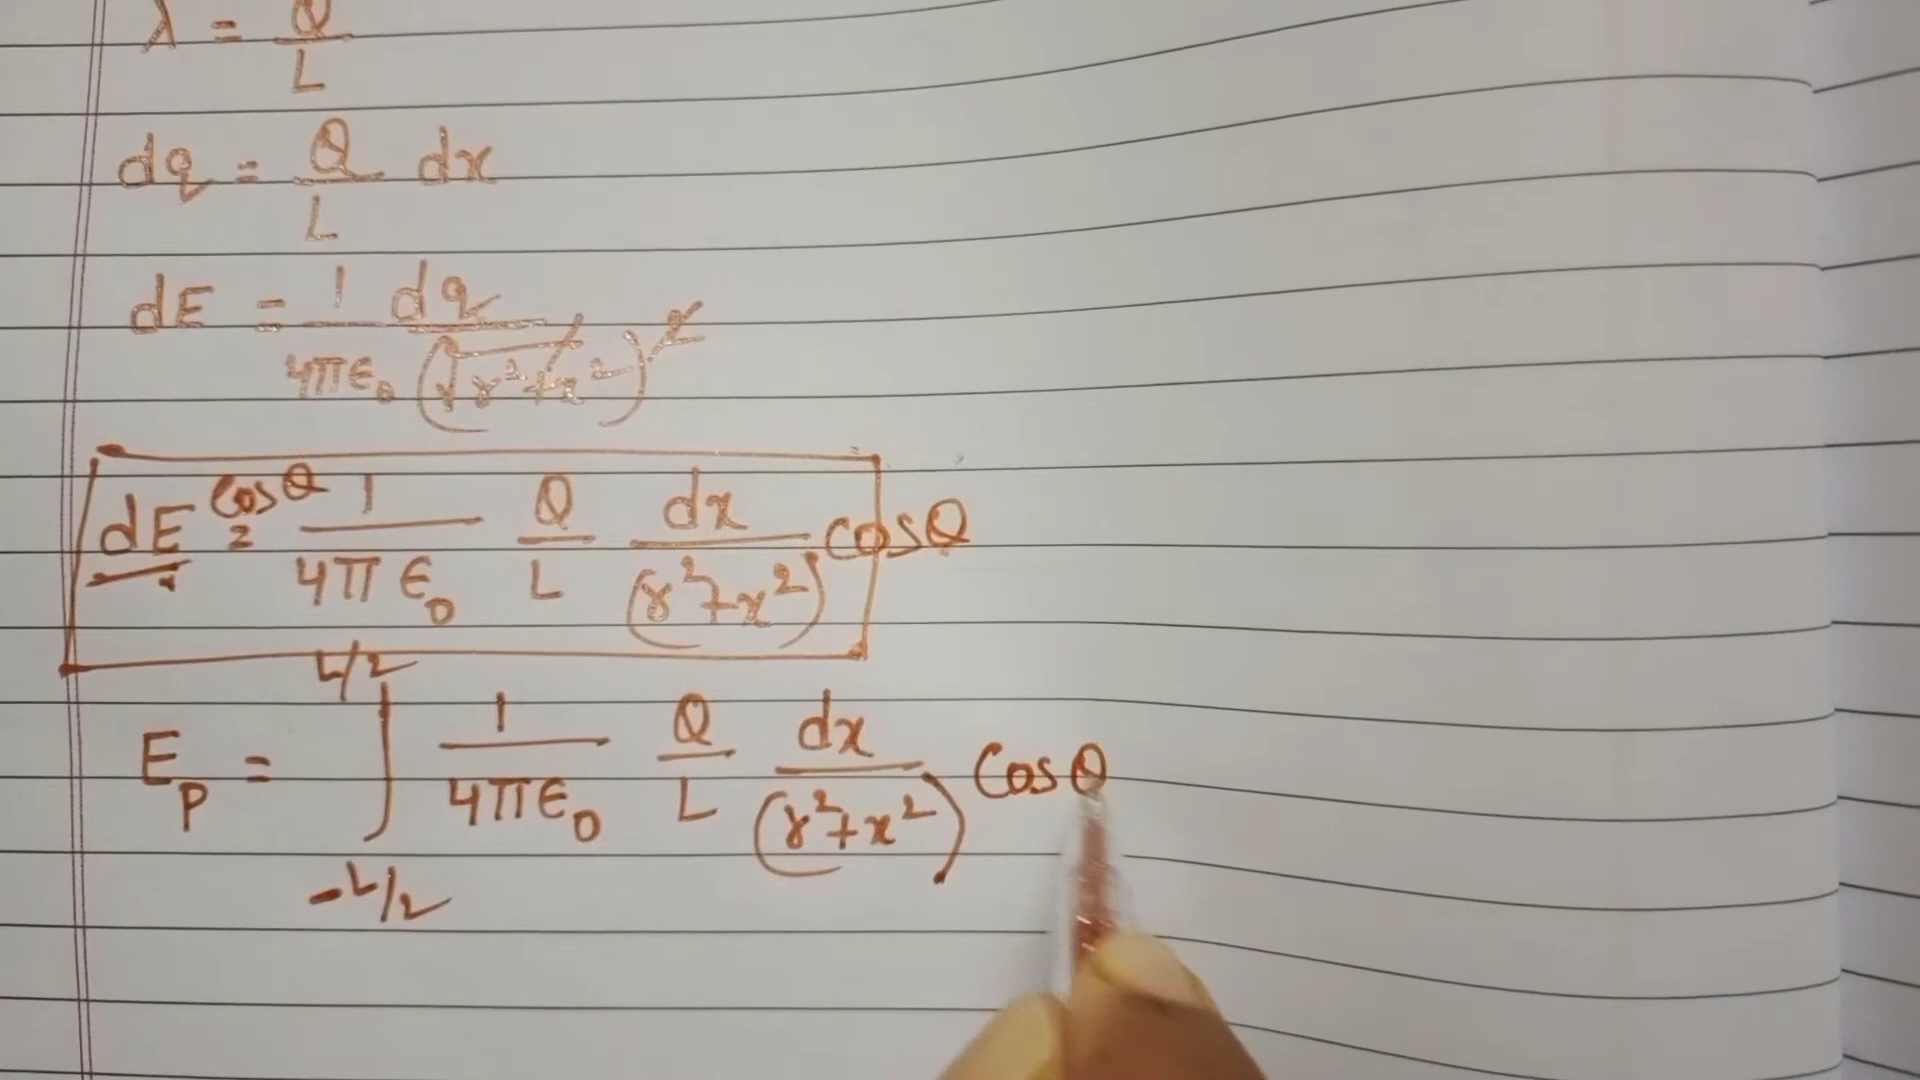 λ = Q/L
dq = Q/L dx
dE = 1/4πε₀ dq/(√r²+x²)²
dE cosθ = 1/4πε₀ Q/L dx/(r²+x²) cosθ
E_P = ∫_{-L/2}^{L/2} 1/4πε₀ Q/L dx/(r²+x²) Cosθ